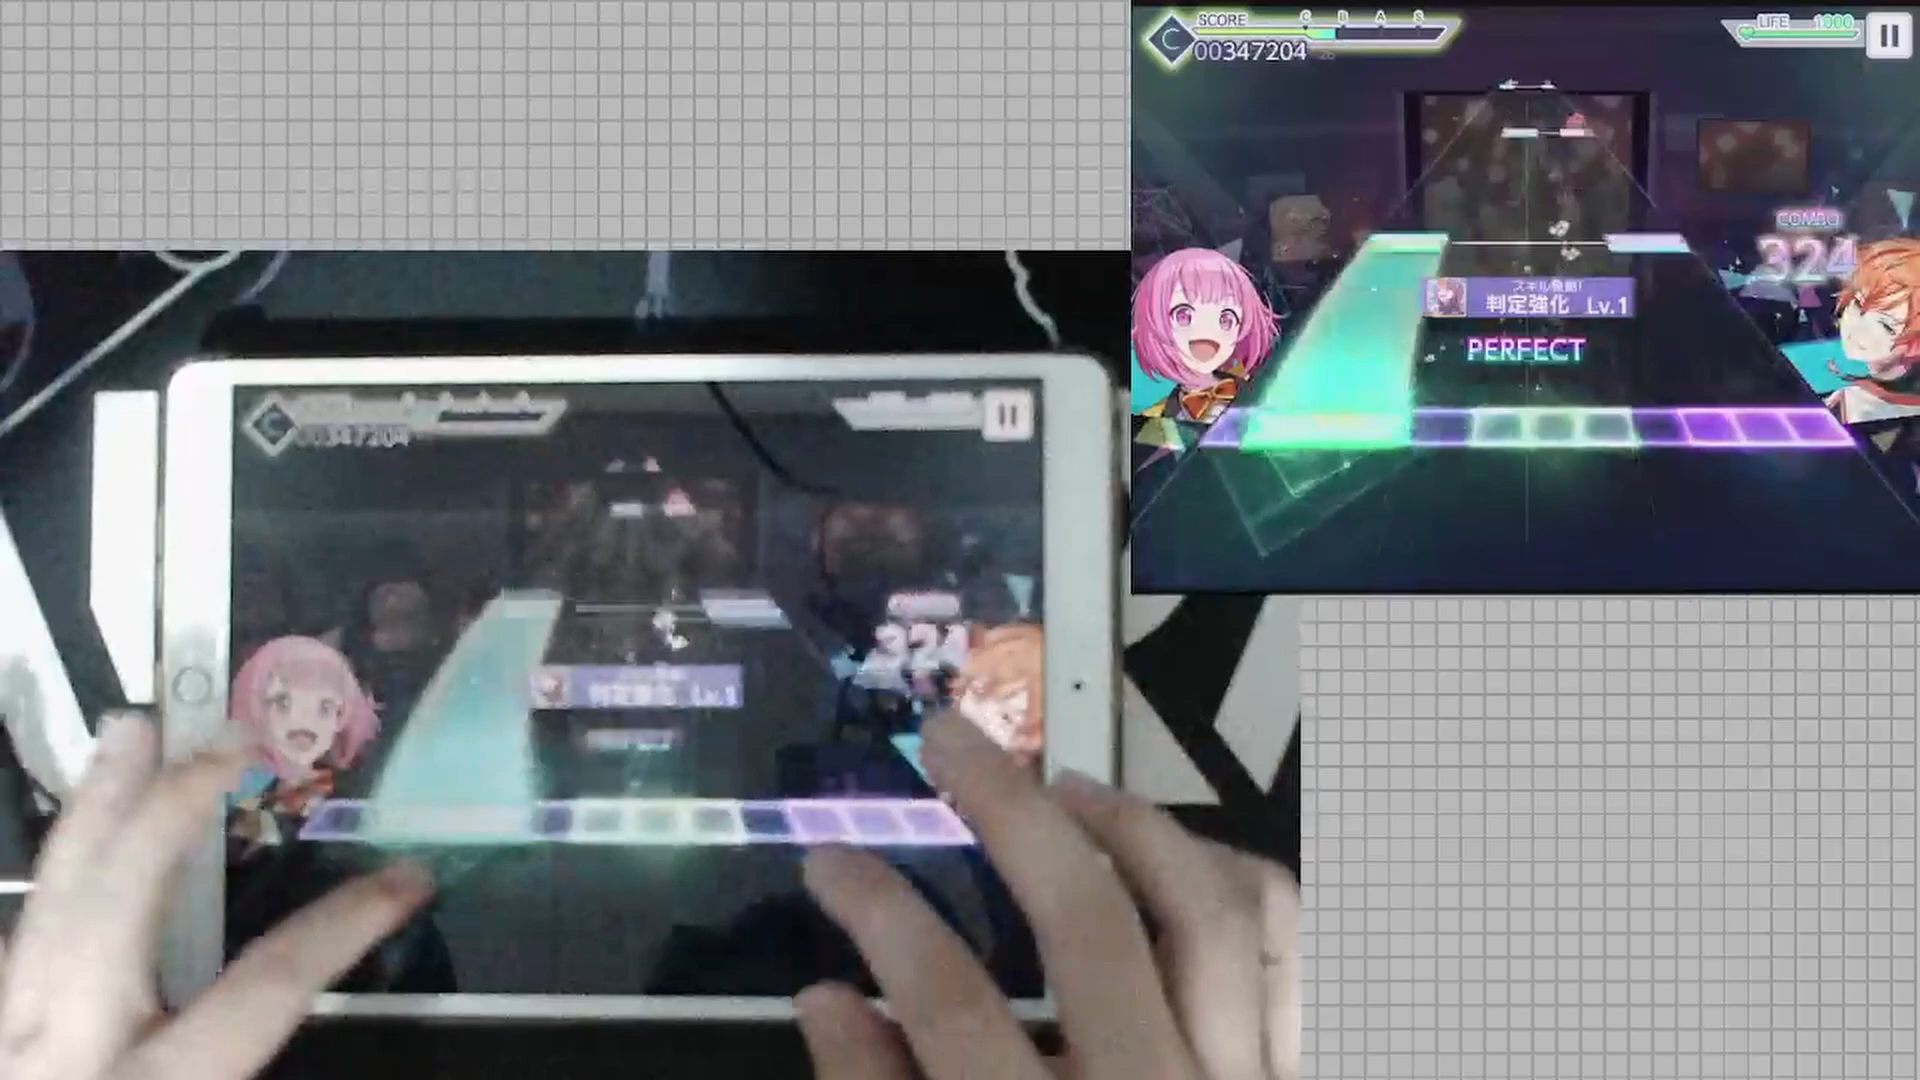 SCORE C B A S
C 00347204
LIFE 1000
COMBO
324
スキル発動!
判定強化 Lv.1
PERFECT
C
00347204
324
判定強化 Lv.1
PERFECT